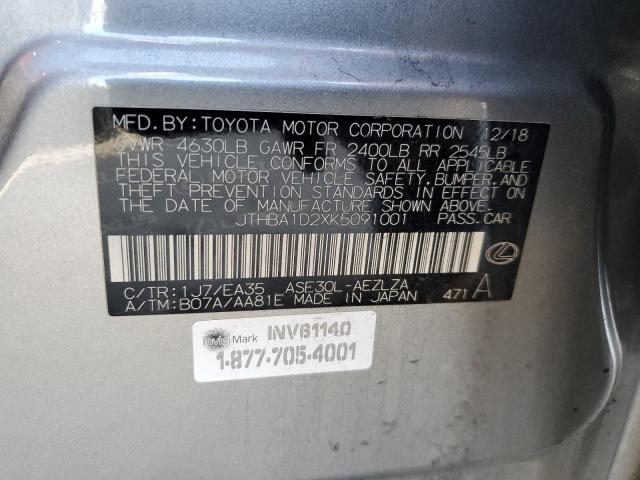 MFD. BY: TOYOTA MOTOR CORPORATION 12/18
GVWR 4630LB GAWR FR 2400LB RR 2545LB
THIS VEHICLE CONFORMS TO ALL APPLICABLE
FEDERAL MOTOR VEHICLE SAFETY, BUMPER, AND
THEFT PREVENTION STANDARDS IN EFFECT ON
THE DATE OF MANUFACTURE SHOWN ABOVE.
JTHBA1D2XK5091001 PASS. CAR
C/TR: 1J7/EA35 ASE30L-AEZLZA
A/TM: B07A/AA81E MADE IN JAPAN 471 A
Mark INV61140
1-877-705-4001